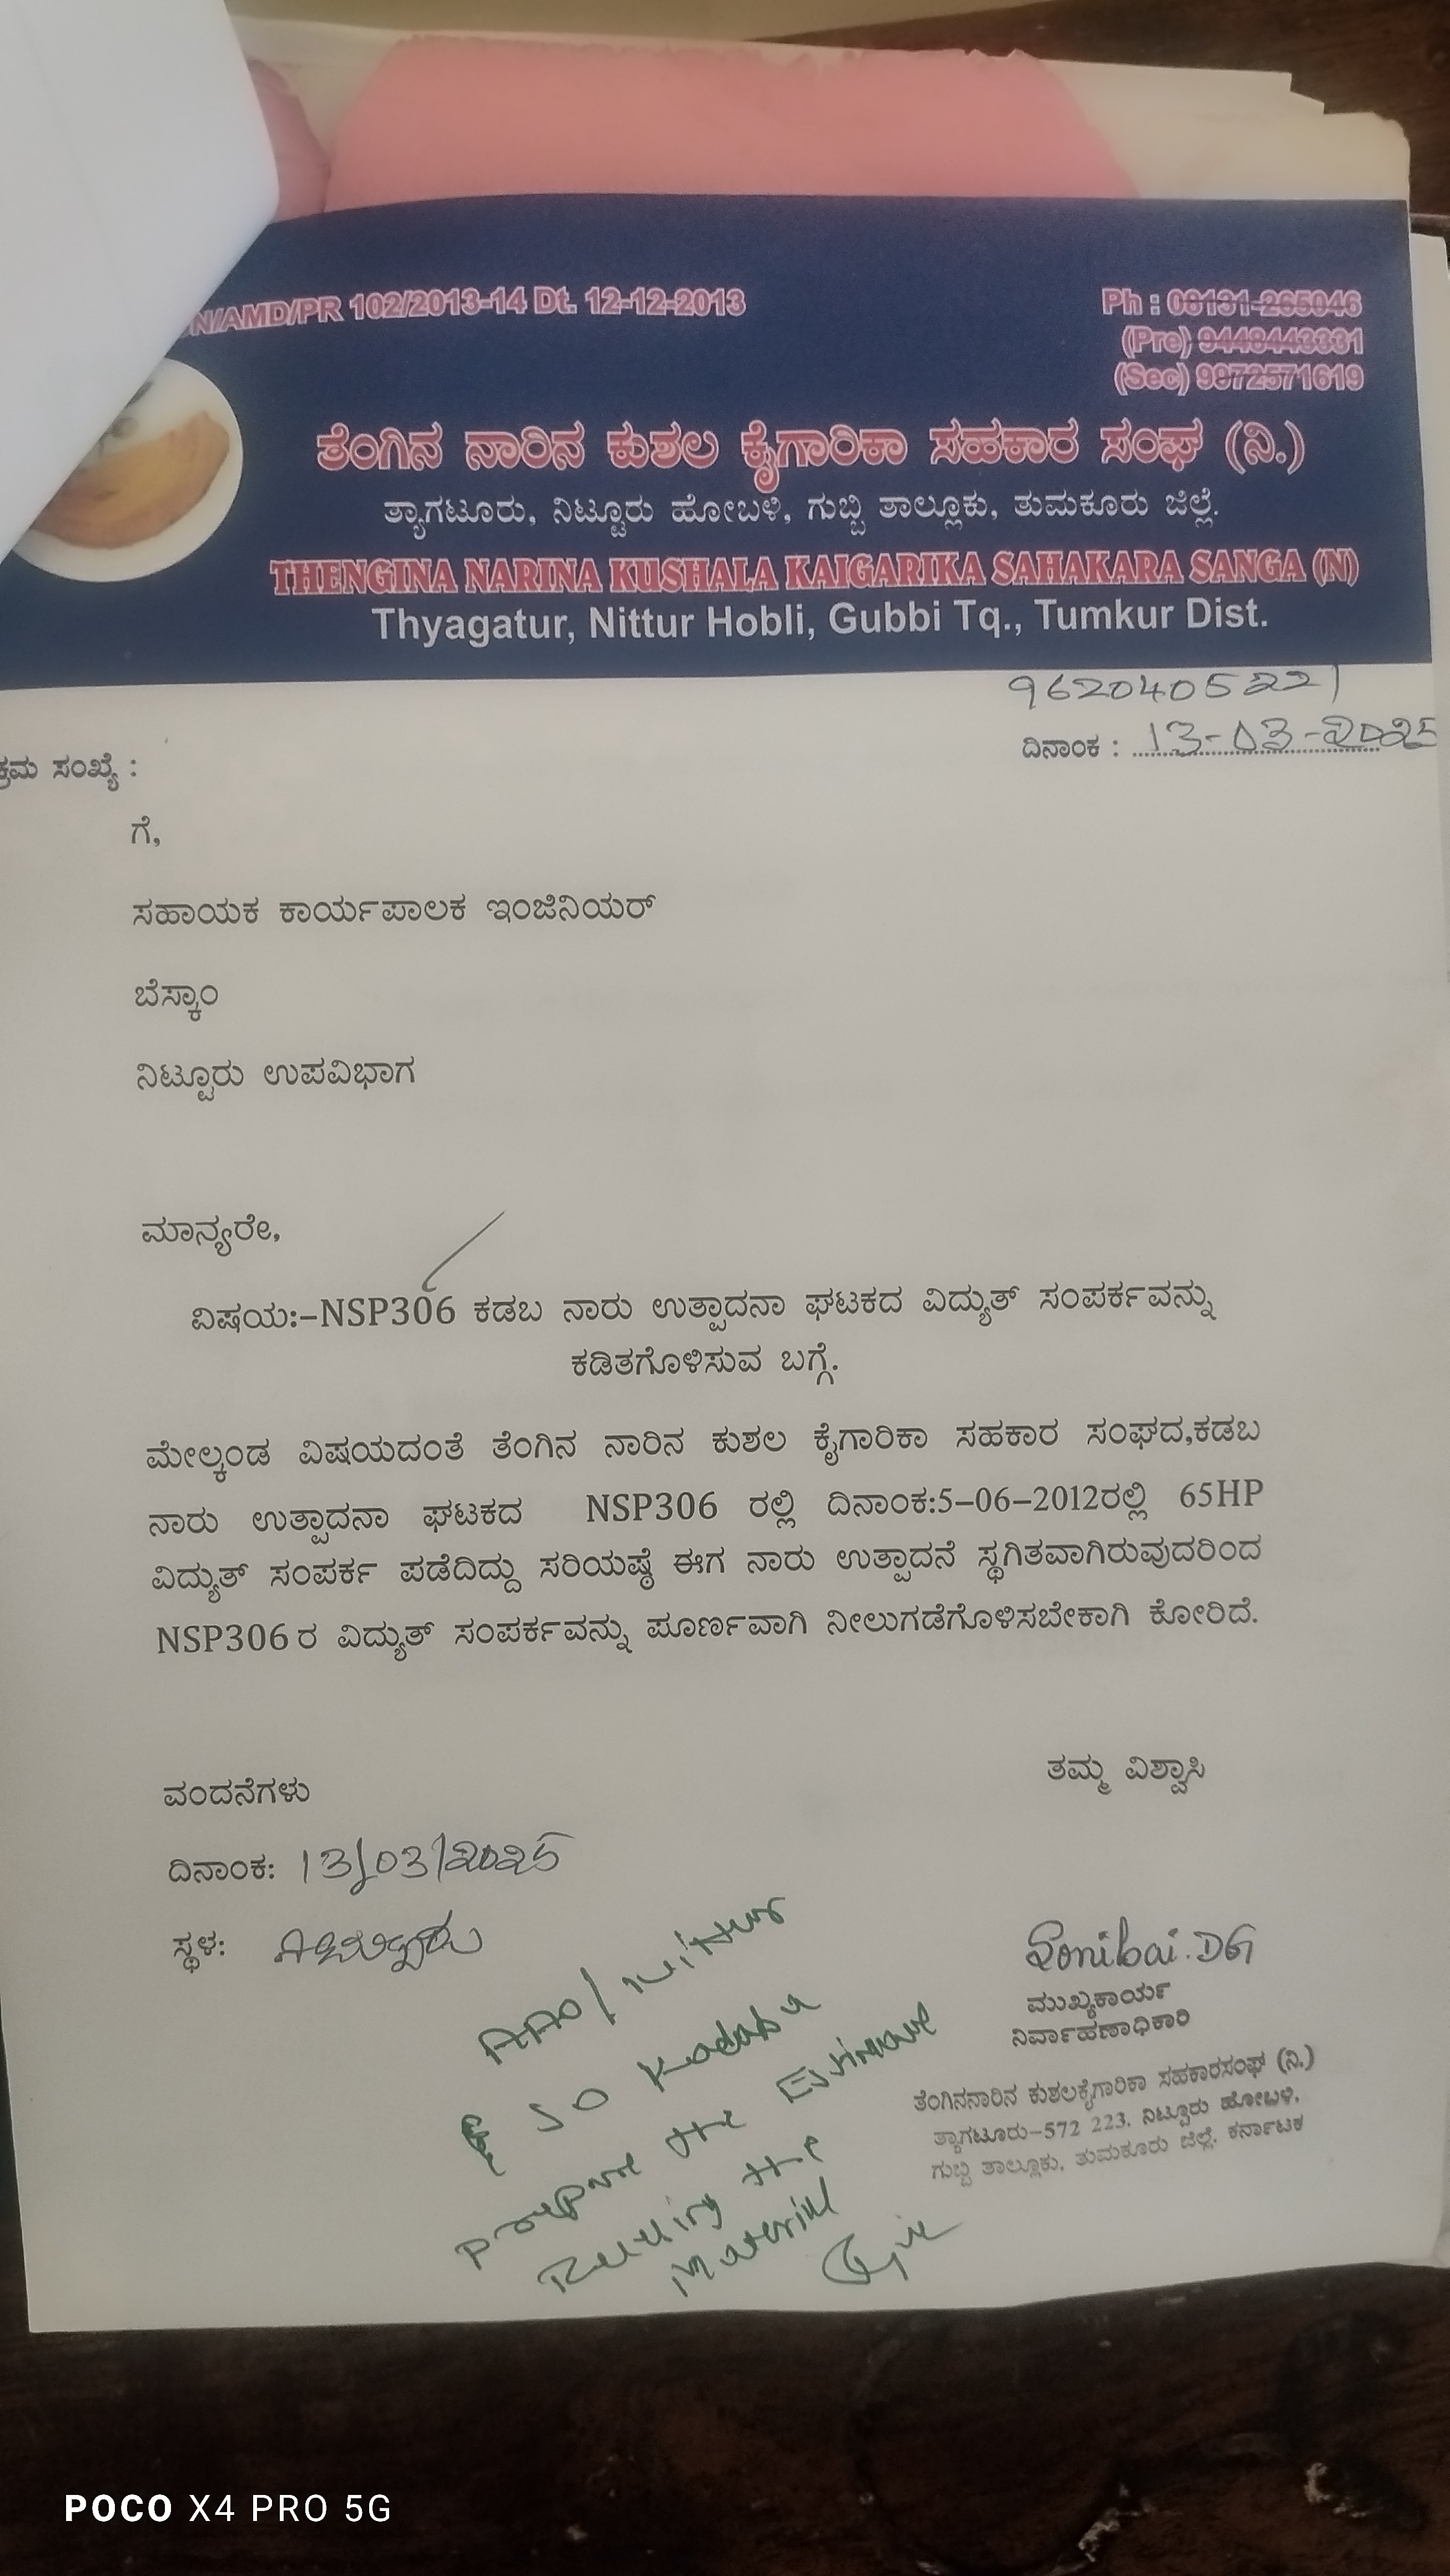 N/AMD/PR 102/2013-14 Dt. 12-12-2013
Ph : 08131-265046
(Pre) 9448443331
(Sec) 9972571619
ತೆಂಗಿನ ನಾರಿನ ಕುಶಲ ಕೈಗಾರಿಕಾ ಸಹಕಾರ ಸಂಘ (ನಿ.)
ತ್ಯಾಗಟೂರು, ನಿಟ್ಟೂರು ಹೋಬಳಿ, ಗುಬ್ಬಿ ತಾಲ್ಲೂಕು, ತುಮಕೂರು ಜಿಲ್ಲೆ.
THENGINA NARINA KUSHALA KAIGARIKA SAHAKARA SANGA (N)
Thyagatur, Nittur Hobli, Gubbi Tq., Tumkur Dist.
9620405221
ದಿನಾಂಕ : 13-03-2025
ಕ್ರಮ ಸಂಖ್ಯೆ :
ಗೆ,
ಸಹಾಯಕ ಕಾರ್ಯಪಾಲಕ ಇಂಜಿನಿಯರ್
ಬೆಸ್ಕಾಂ
ನಿಟ್ಟೂರು ಉಪವಿಭಾಗ
ಮಾನ್ಯರೇ,
ವಿಷಯ:-NSP306 ಕಡಬ ನಾರು ಉತ್ಪಾದನಾ ಘಟಕದ ವಿದ್ಯುತ್ ಸಂಪರ್ಕವನ್ನು
ಕಡಿತಗೊಳಿಸುವ ಬಗ್ಗೆ.
ಮೇಲ್ಕಂಡ ವಿಷಯದಂತೆ ತೆಂಗಿನ ನಾರಿನ ಕುಶಲ ಕೈಗಾರಿಕಾ ಸಹಕಾರ ಸಂಘದ,ಕಡಬ
ನಾರು ಉತ್ಪಾದನಾ ಘಟಕದ NSP306 ರಲ್ಲಿ ದಿನಾಂಕ:5-06-2012ರಲ್ಲಿ 65HP
ವಿದ್ಯುತ್ ಸಂಪರ್ಕ ಪಡೆದಿದ್ದು ಸರಿಯಷ್ಠೆ ಈಗ ನಾರು ಉತ್ಪಾದನೆ ಸ್ಥಗಿತವಾಗಿರುವುದರಿಂದ
NSP306 ರ ವಿದ್ಯುತ್ ಸಂಪರ್ಕವನ್ನು ಪೂರ್ಣವಾಗಿ ನೀಲುಗಡೆಗೊಳಿಸಬೇಕಾಗಿ ಕೋರಿದೆ.
ವಂದನೆಗಳು
ತಮ್ಮ ವಿಶ್ವಾಸಿ
ದಿನಾಂಕ: 13/03/2025
ಸ್ಥಳ:
Sonibai.DG
ಮುಖ್ಯಕಾರ್ಯ
ನಿರ್ವಾಹಣಾಧಿಕಾರಿ
ತೆಂಗಿನನಾರಿನ ಕುಶಲಕೈಗಾರಿಕಾ ಸಹಕಾರಸಂಘ (ನಿ.)
ತ್ಯಾಗಟೂರು-572 223. ನಿಟ್ಟೂರು ಹೋಬಳಿ,
ಗುಬ್ಬಿ ತಾಲ್ಲೂಕು, ತುಮಕೂರು ಜಿಲ್ಲೆ, ಕರ್ನಾಟಕ
AAO/Nittur
& SO Kadaba
prepare the Estimate
the
Material
POCO X4 PRO 5G